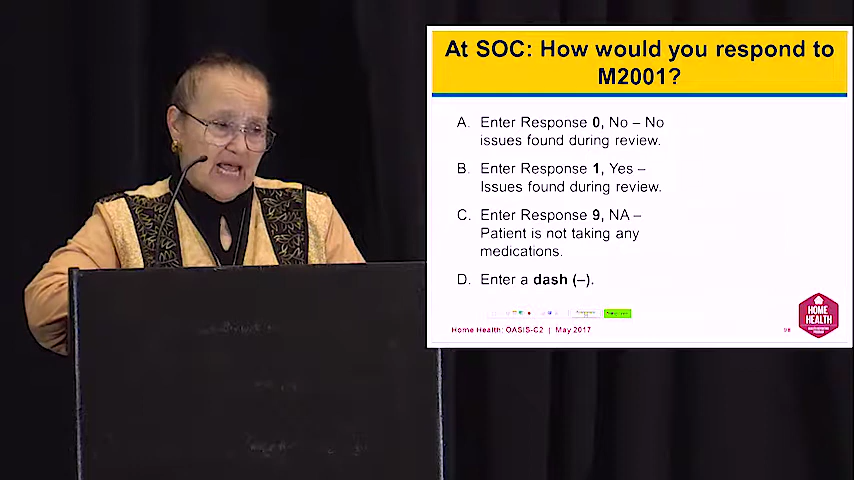 At SOC: How would you respond to
M2001?
A. Enter Response 0, No – No
issues found during review.
B. Enter Response 1, Yes –
Issues found during review.
C. Enter Response 9, NA –
Patient is not taking any
medications.
D. Enter a dash (–).
Home Health: OASIS-C2 | May 2017
98
HOME
HEALTH